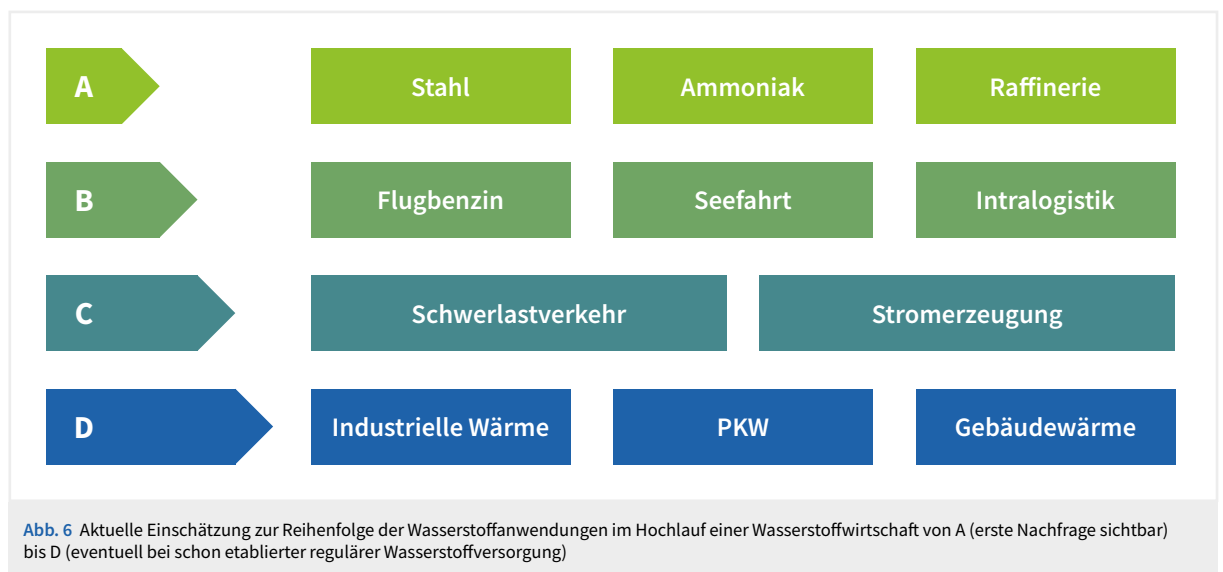 A
Stahl
Ammoniak
Raffinerie
B
Flugbenzin
Seefahrt
Intralogistik
C
Schwerlastverkehr
Stromerzeugung
D
Industrielle Wärme
PKW
Gebäudewärme
Abb. 6 Aktuelle Einschätzung zur Reihenfolge der Wasserstoffanwendungen im Hochlauf einer Wasserstoffwirtschaft von A (erste Nachfrage sichtbar)
bis D (eventuell bei schon etablierter regulärer Wasserstoffversorgung)